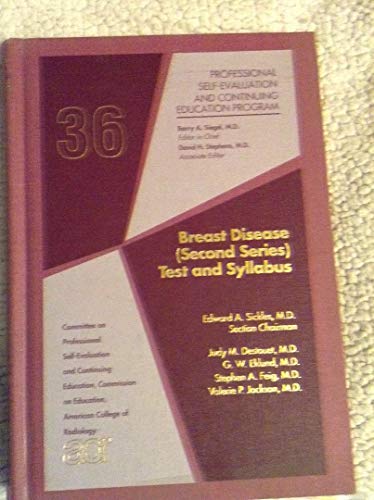 36
PROFESSIONAL
SELF-EVALUATION
AND CONTINUING
EDUCATION PROGRAM
Barry A. Siegel, M.D.
Editor in Chief
David H. Stephens, M.D.
Associate Editor
Breast Disease
(Second Series)
Test and Syllabus
Edward A. Sickles, M.D.
Section Chairman
Judy M. Destouet, M.D.
G. W. Eklund, M.D.
Stephen A. Feig, M.D.
Valerie P. Jackson, M.D.
Committee on
Professional
Self-Evaluation
and Continuing
Education, Commission
on Education,
American College of
Radiology
acr